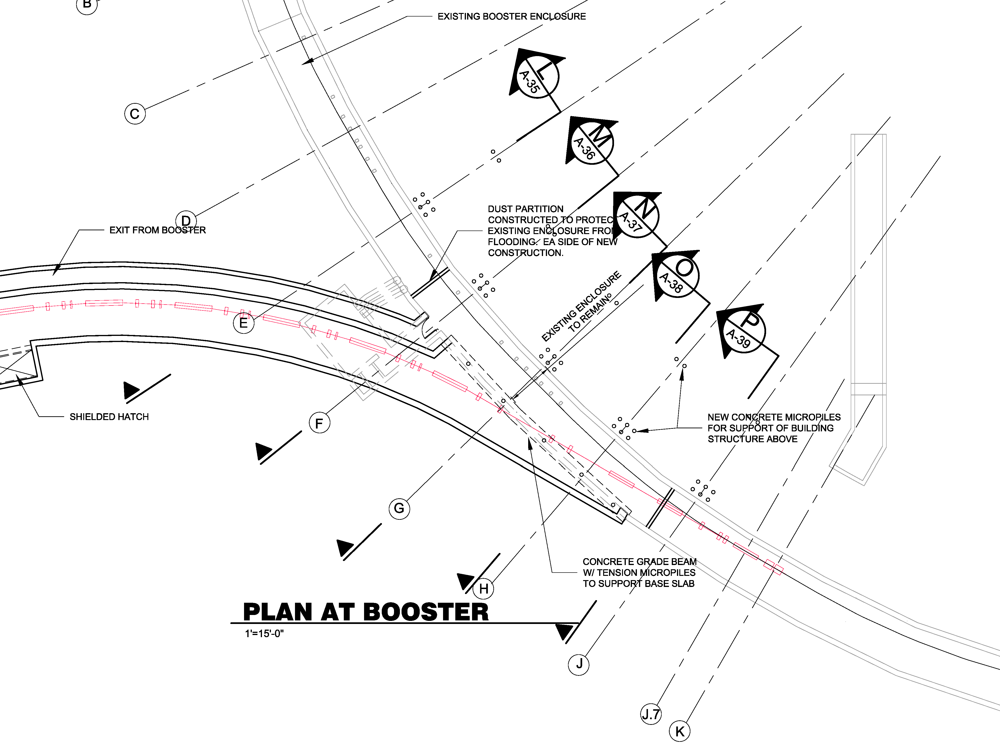 B
EXISTING BOOSTER ENCLOSURE
L
A-35
C
M
A-36
D
EXIT FROM BOOSTER
DUST PARTITION
CONSTRUCTED TO PROTECT
EXISTING ENCLOSURE FROM
FLOODING. EA SIDE OF NEW
CONSTRUCTION.
N
A-37
O
A-38
EXISTING ENCLOSURE
TO REMAIN
E
P
A-39
SHIELDED HATCH
F
NEW CONCRETE MICROPILES
FOR SUPPORT OF BUILDING
STRUCTURE ABOVE
G
CONCRETE GRADE BEAM
W/ TENSION MICROPILES
TO SUPPORT BASE SLAB
H
PLAN AT BOOSTER
1'=15'-0"
J
J.7
K